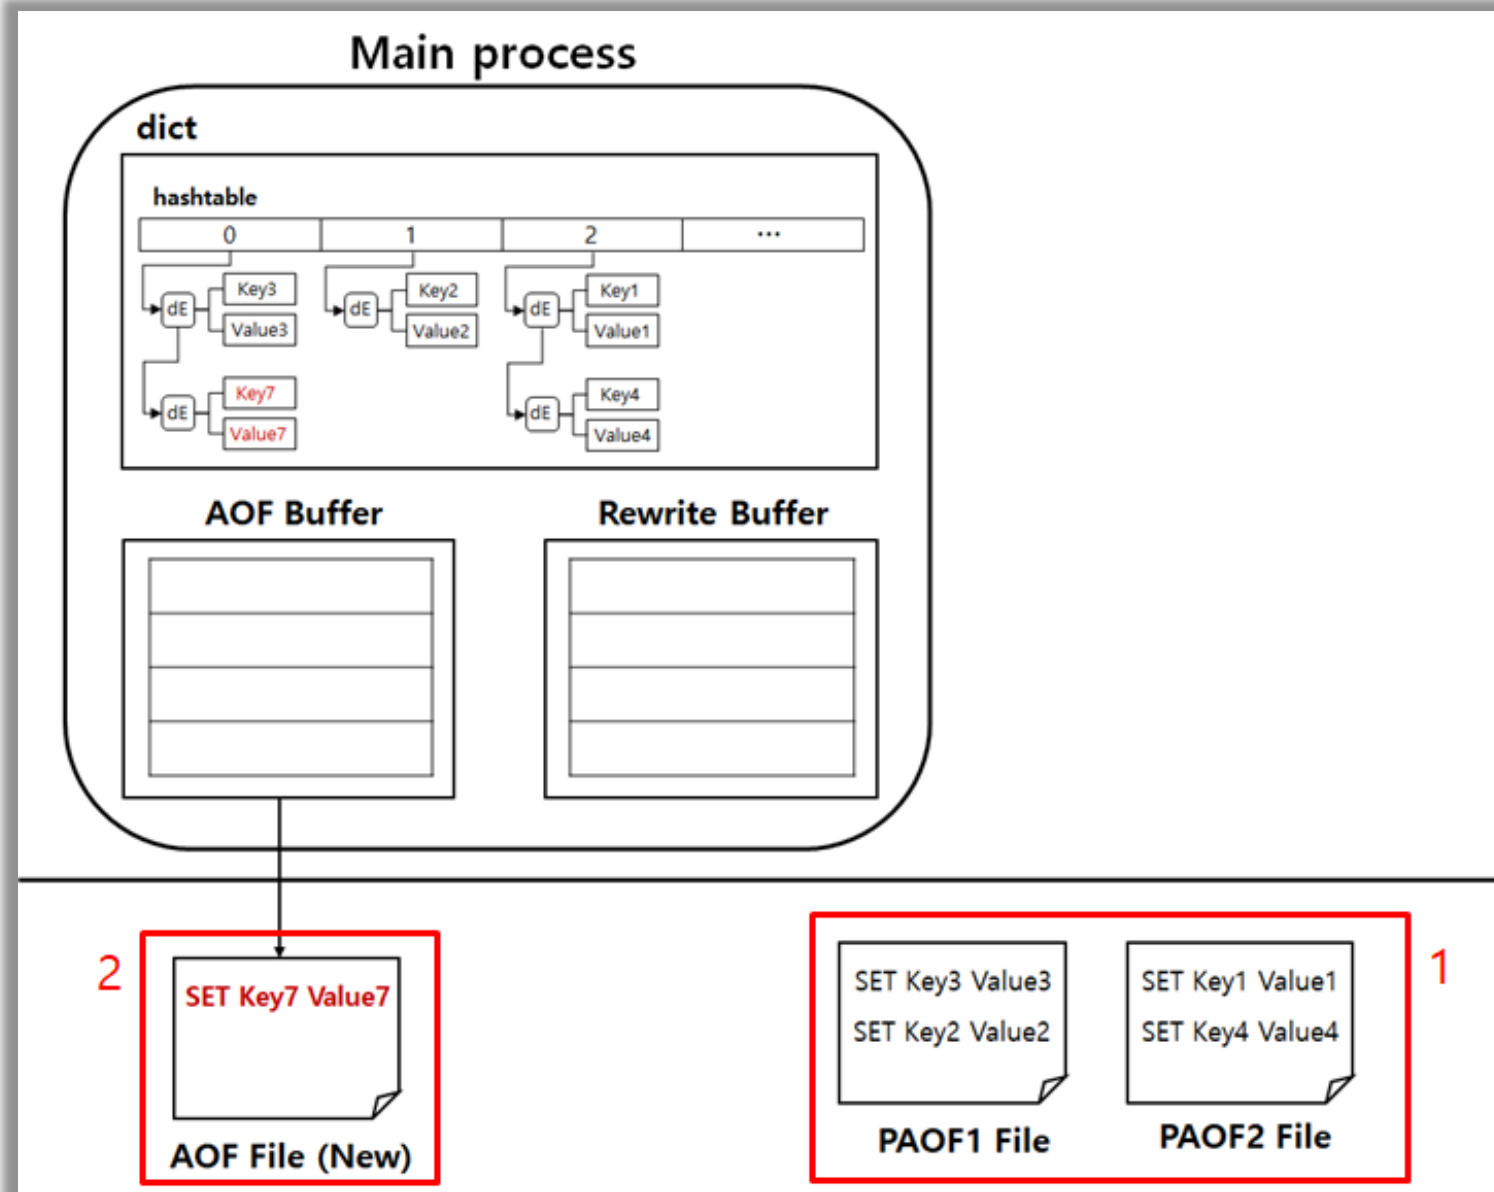 Main process
dict
hashtable
0 1 2 ...
dE Key3 Value3
dE Key2 Value2
dE Key1 Value1
dE Key7 Value7
dE Key4 Value4
AOF Buffer
Rewrite Buffer
2
SET Key7 Value7
AOF File (New)
SET Key3 Value3
SET Key2 Value2
PAOF1 File
SET Key1 Value1
SET Key4 Value4
PAOF2 File
1